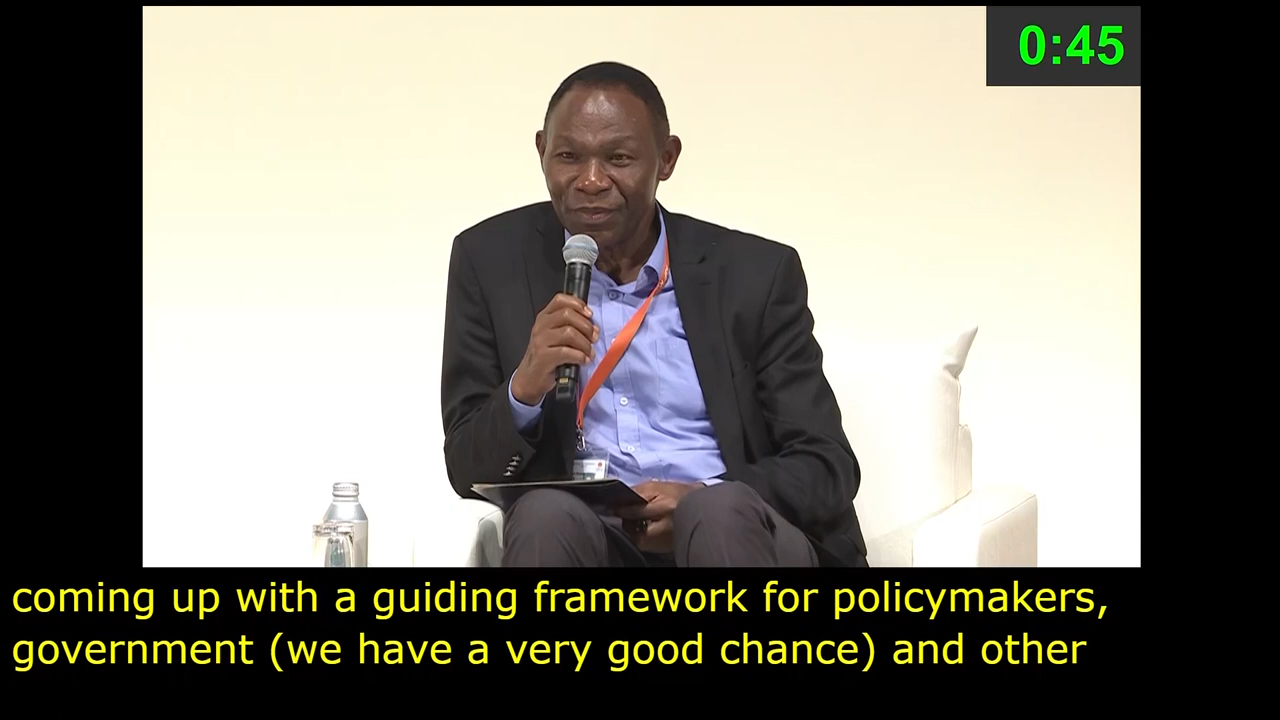 0:45
coming up with a guiding framework for policymakers,
government (we have a very good chance) and other